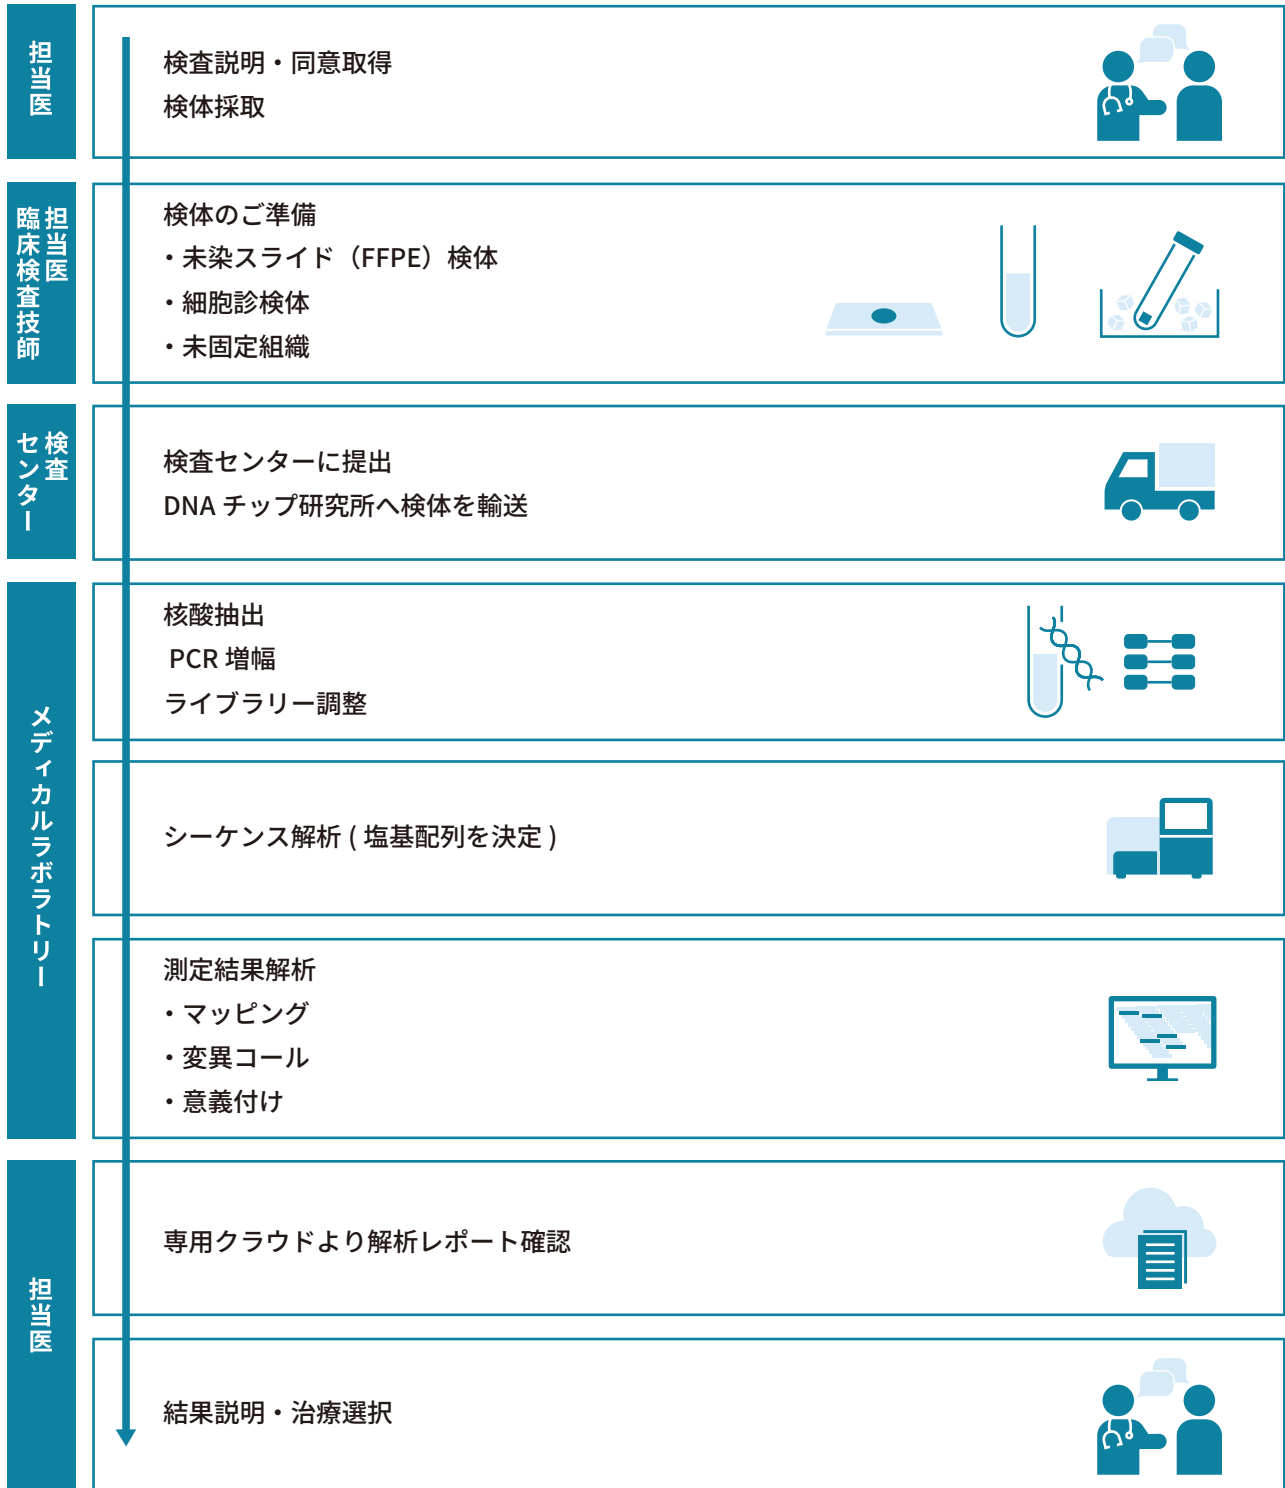 担当医
検査説明・同意取得
検体採取
担当医
臨床検査技師
検体のご準備
・未染スライド（FFPE）検体
・細胞診検体
・未固定組織
検査
センター
検査センターに提出
DNA チップ研究所へ検体を輸送
メディカルラボラトリー
核酸抽出
PCR 増幅
ライブラリー調整
シーケンス解析 ( 塩基配列を決定 )
測定結果解析
・マッピング
・変異コール
・意義付け
担当医
専用クラウドより解析レポート確認
結果説明・治療選択